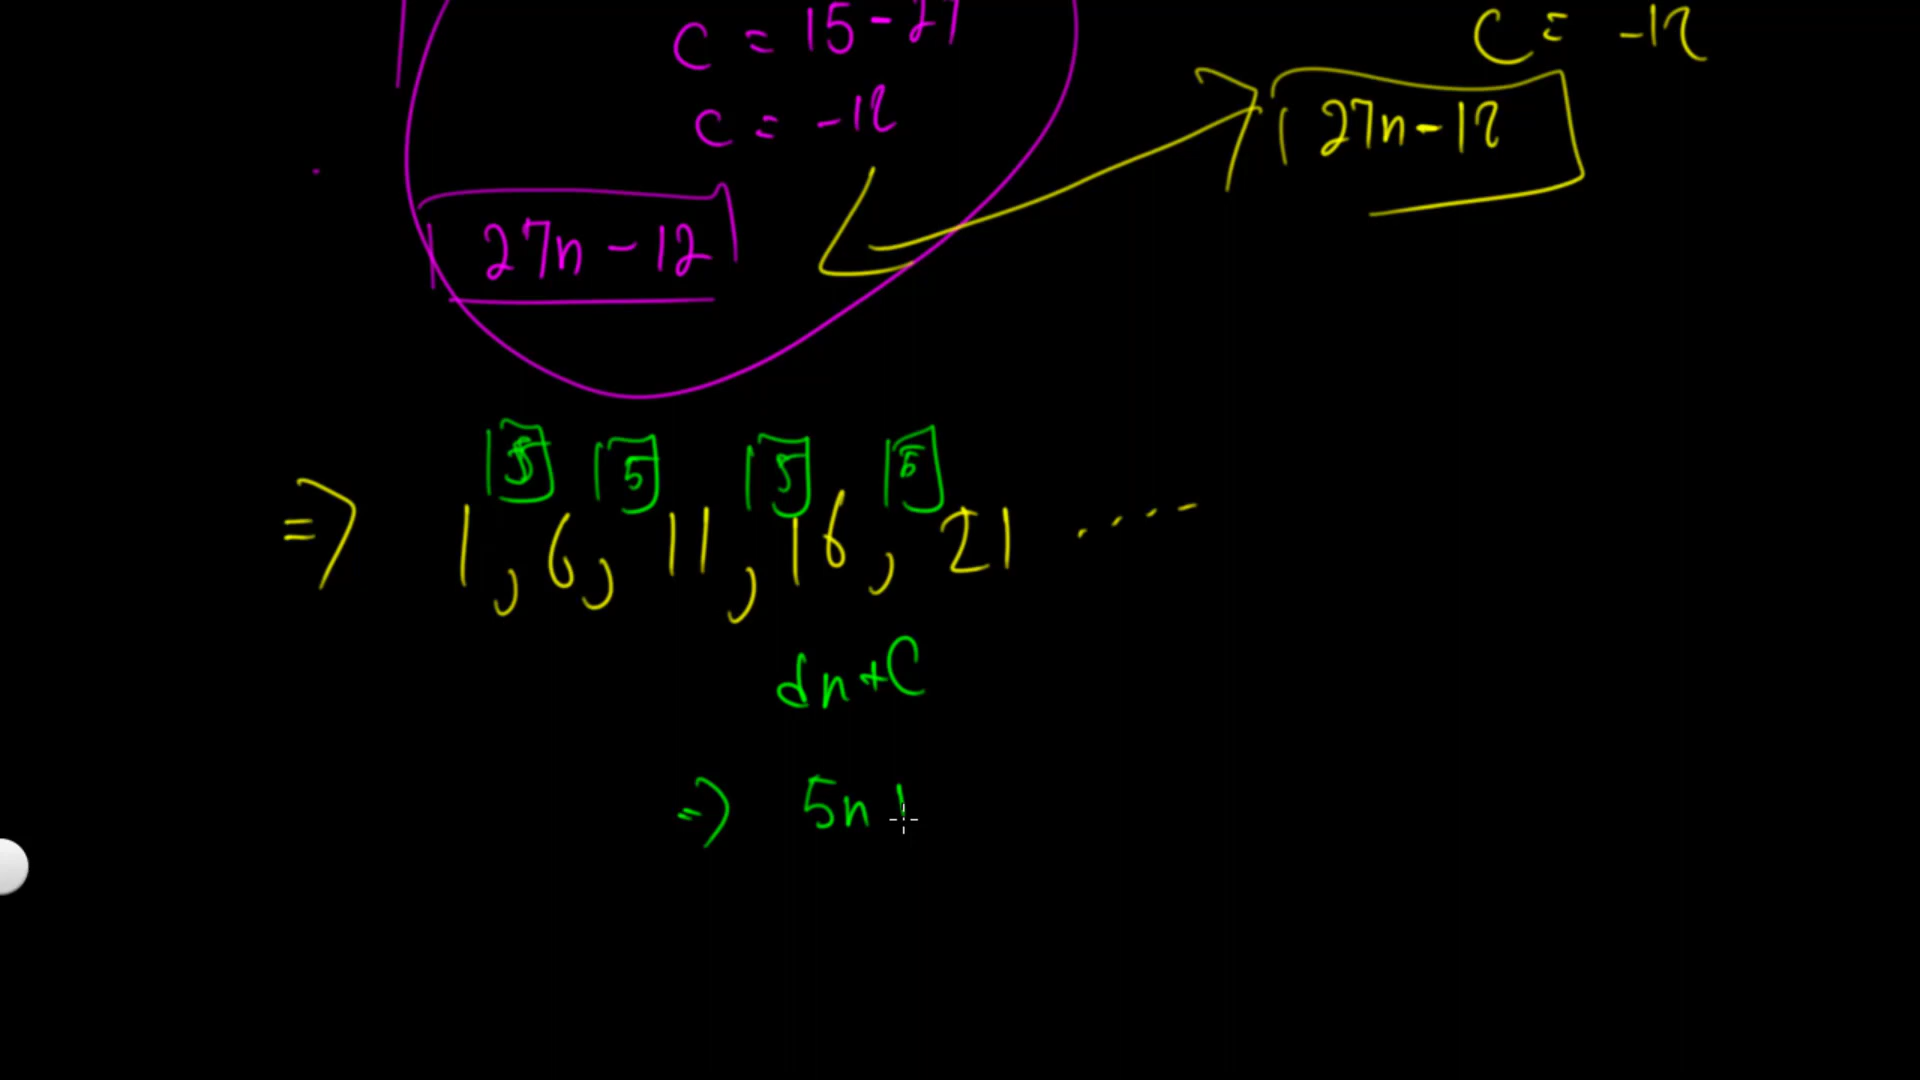 C = 15 - 27
C = -12
C = -12
27n - 12
27n - 12
5 5 5 5
=> 1, 6, 11, 16, 21 ....
dn + C
=> 5n +